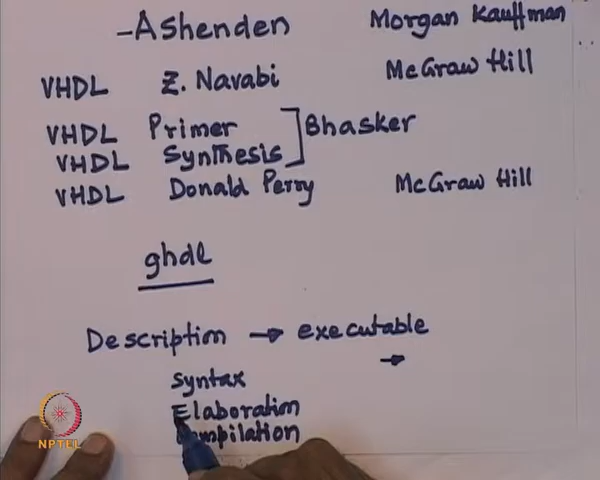 -Ashenden Morgan Kauffman
VHDL Z. Navabi McGraw Hill
VHDL Primer ] Bhasker
VHDL Synthesis
VHDL Donald Perry McGraw Hill
ghdl
Description → executable
→
Syntax
Elaboration
NPTEL